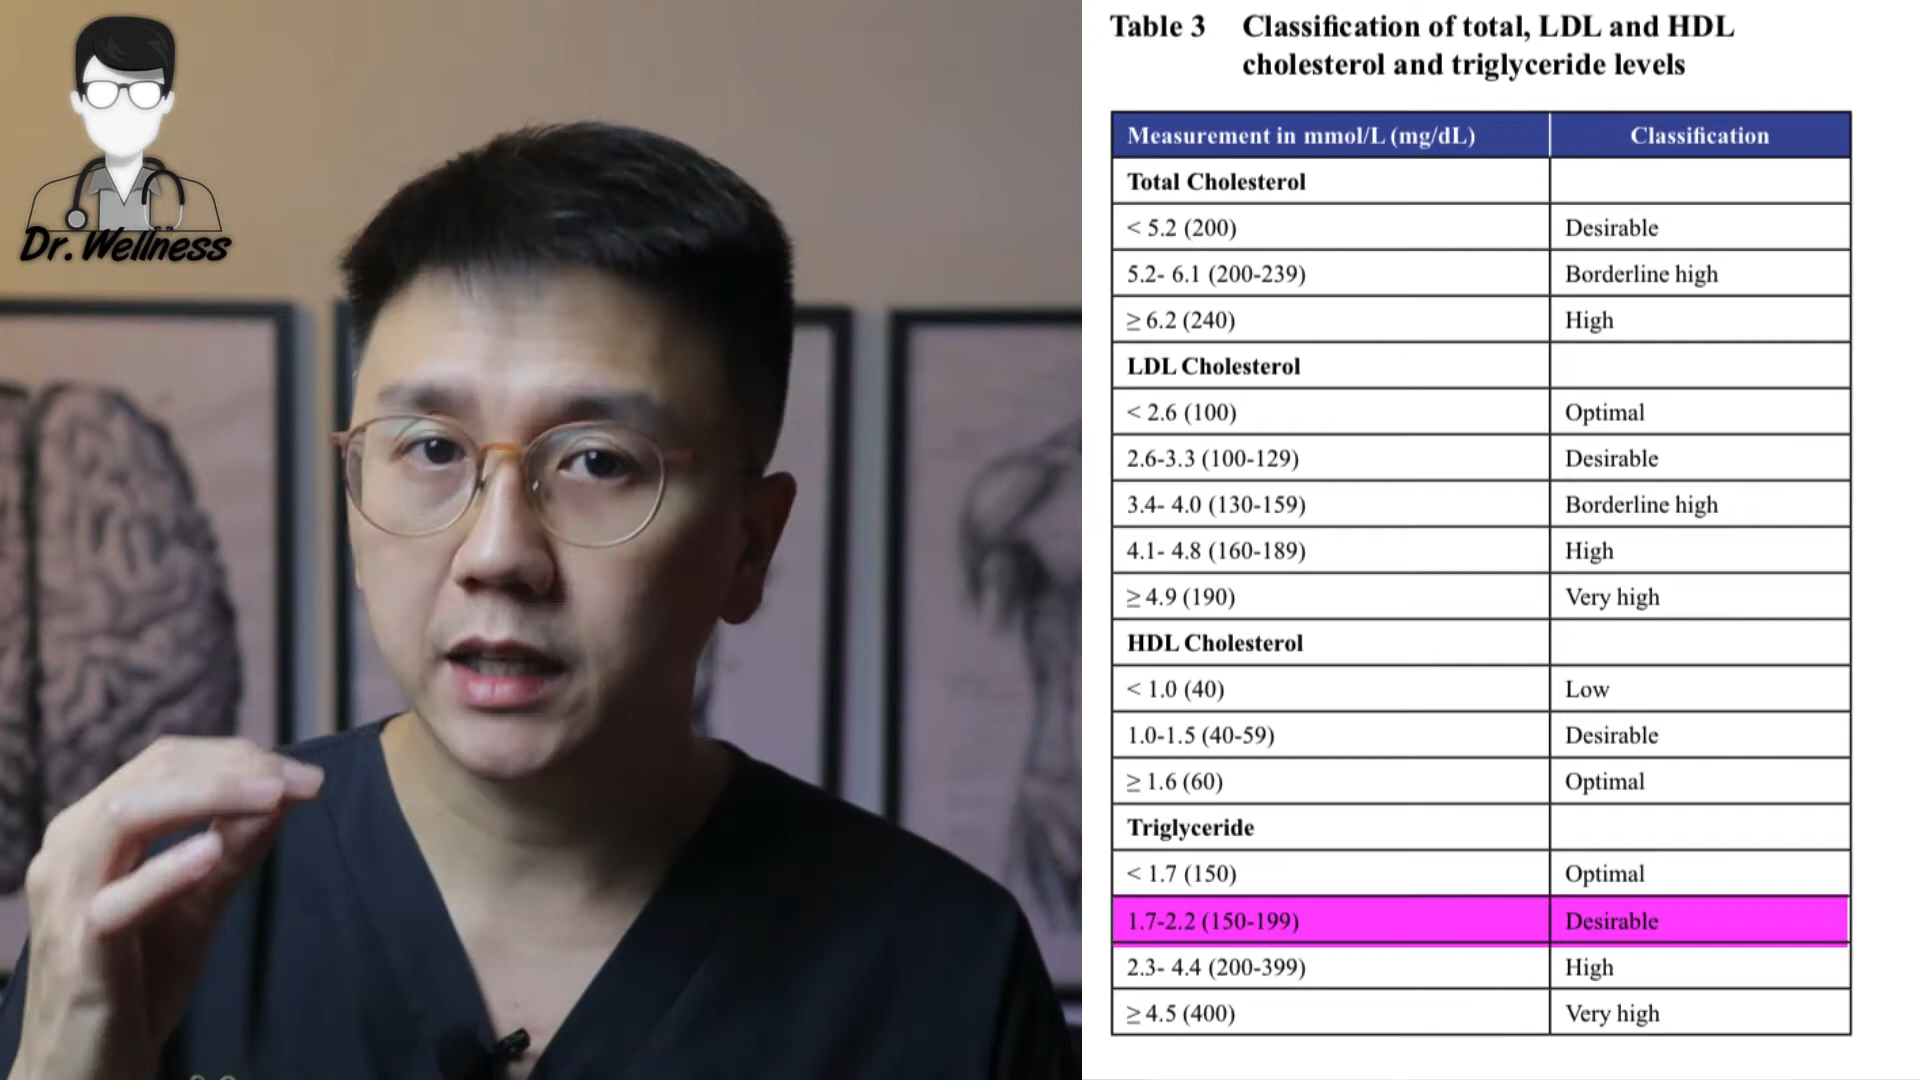 Dr. Wellness
Table 3 Classification of total, LDL and HDL
cholesterol and triglyceride levels
Measurement in mmol/L (mg/dL) Classification
Total Cholesterol
< 5.2 (200) Desirable
5.2- 6.1 (200-239) Borderline high
≥ 6.2 (240) High
LDL Cholesterol
< 2.6 (100) Optimal
2.6-3.3 (100-129) Desirable
3.4- 4.0 (130-159) Borderline high
4.1- 4.8 (160-189) High
≥ 4.9 (190) Very high
HDL Cholesterol
< 1.0 (40) Low
1.0-1.5 (40-59) Desirable
≥ 1.6 (60) Optimal
Triglyceride
< 1.7 (150) Optimal
1.7-2.2 (150-199) Desirable
2.3- 4.4 (200-399) High
≥ 4.5 (400) Very high